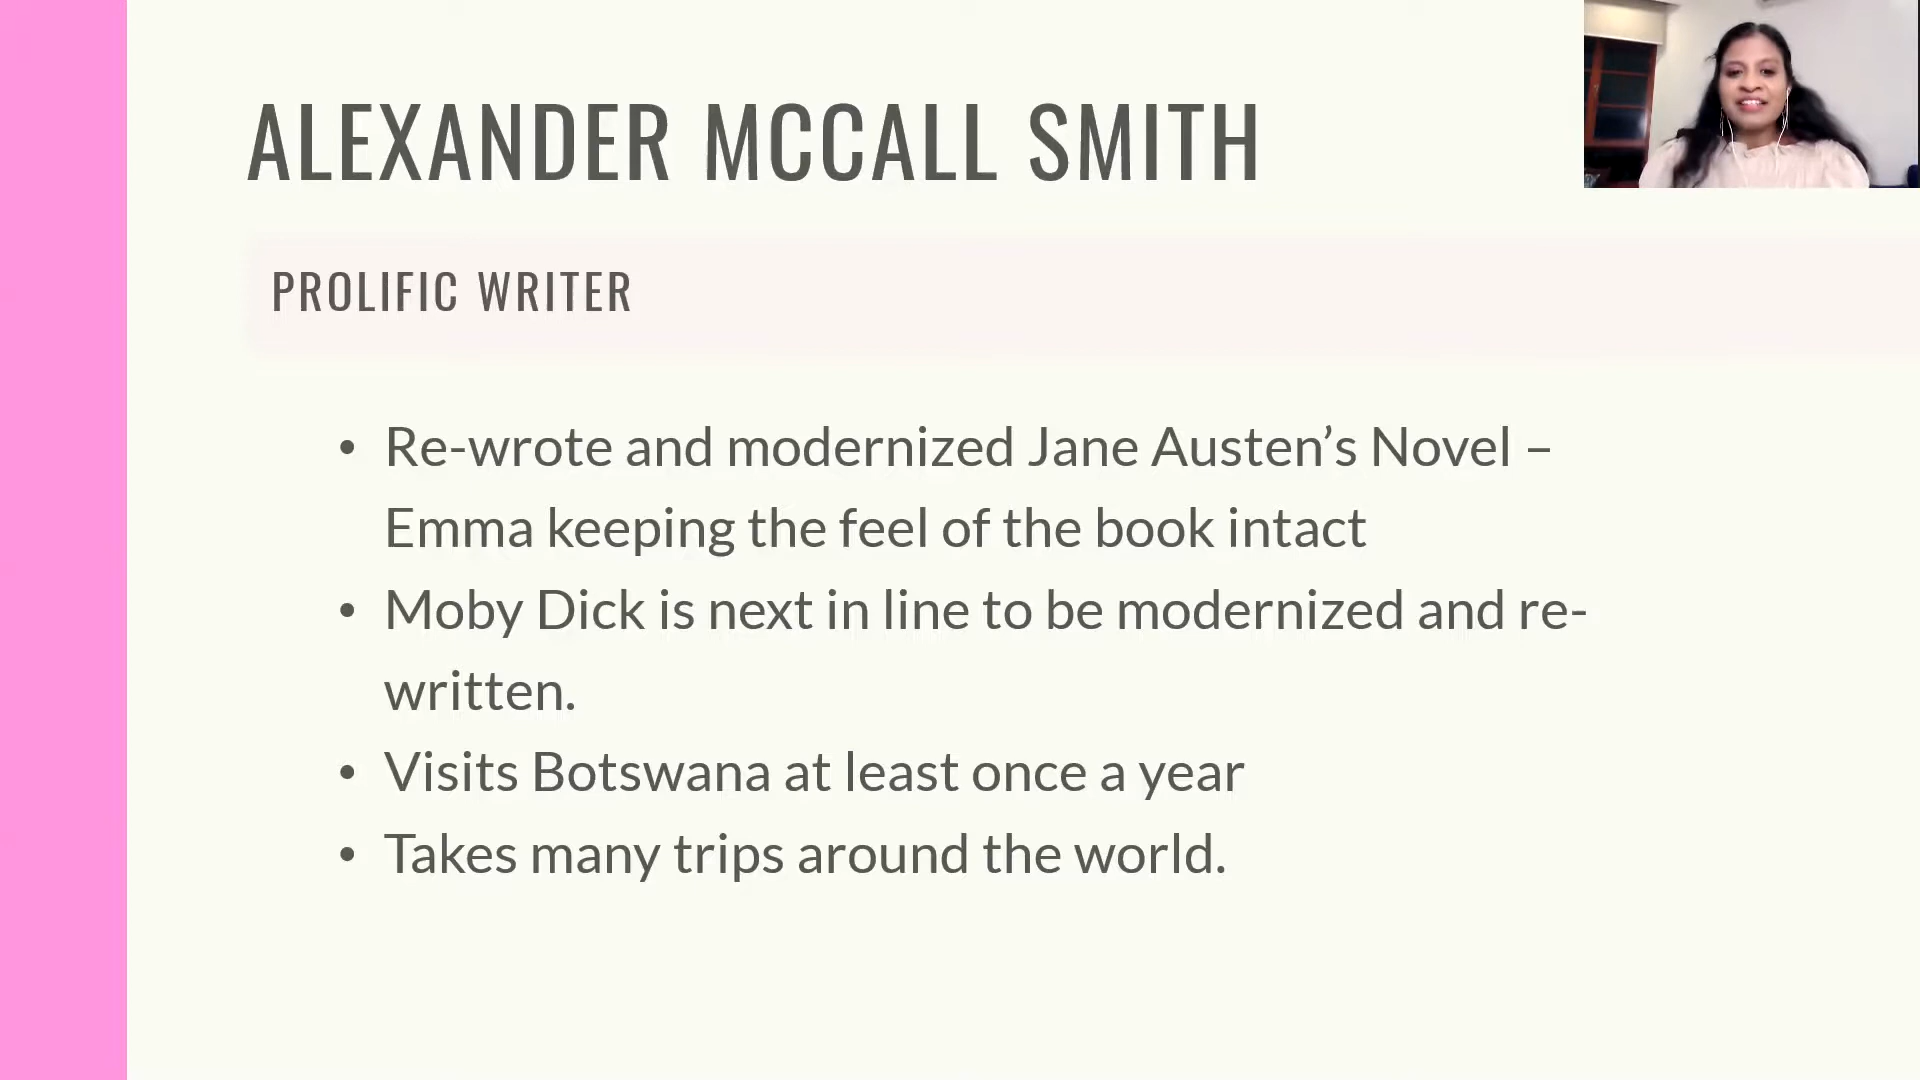 ALEXANDER MCCALL SMITH
PROLIFIC WRITER
• Re-wrote and modernized Jane Austen’s Novel –
Emma keeping the feel of the book intact
• Moby Dick is next in line to be modernized and re-
written.
• Visits Botswana at least once a year
• Takes many trips around the world.